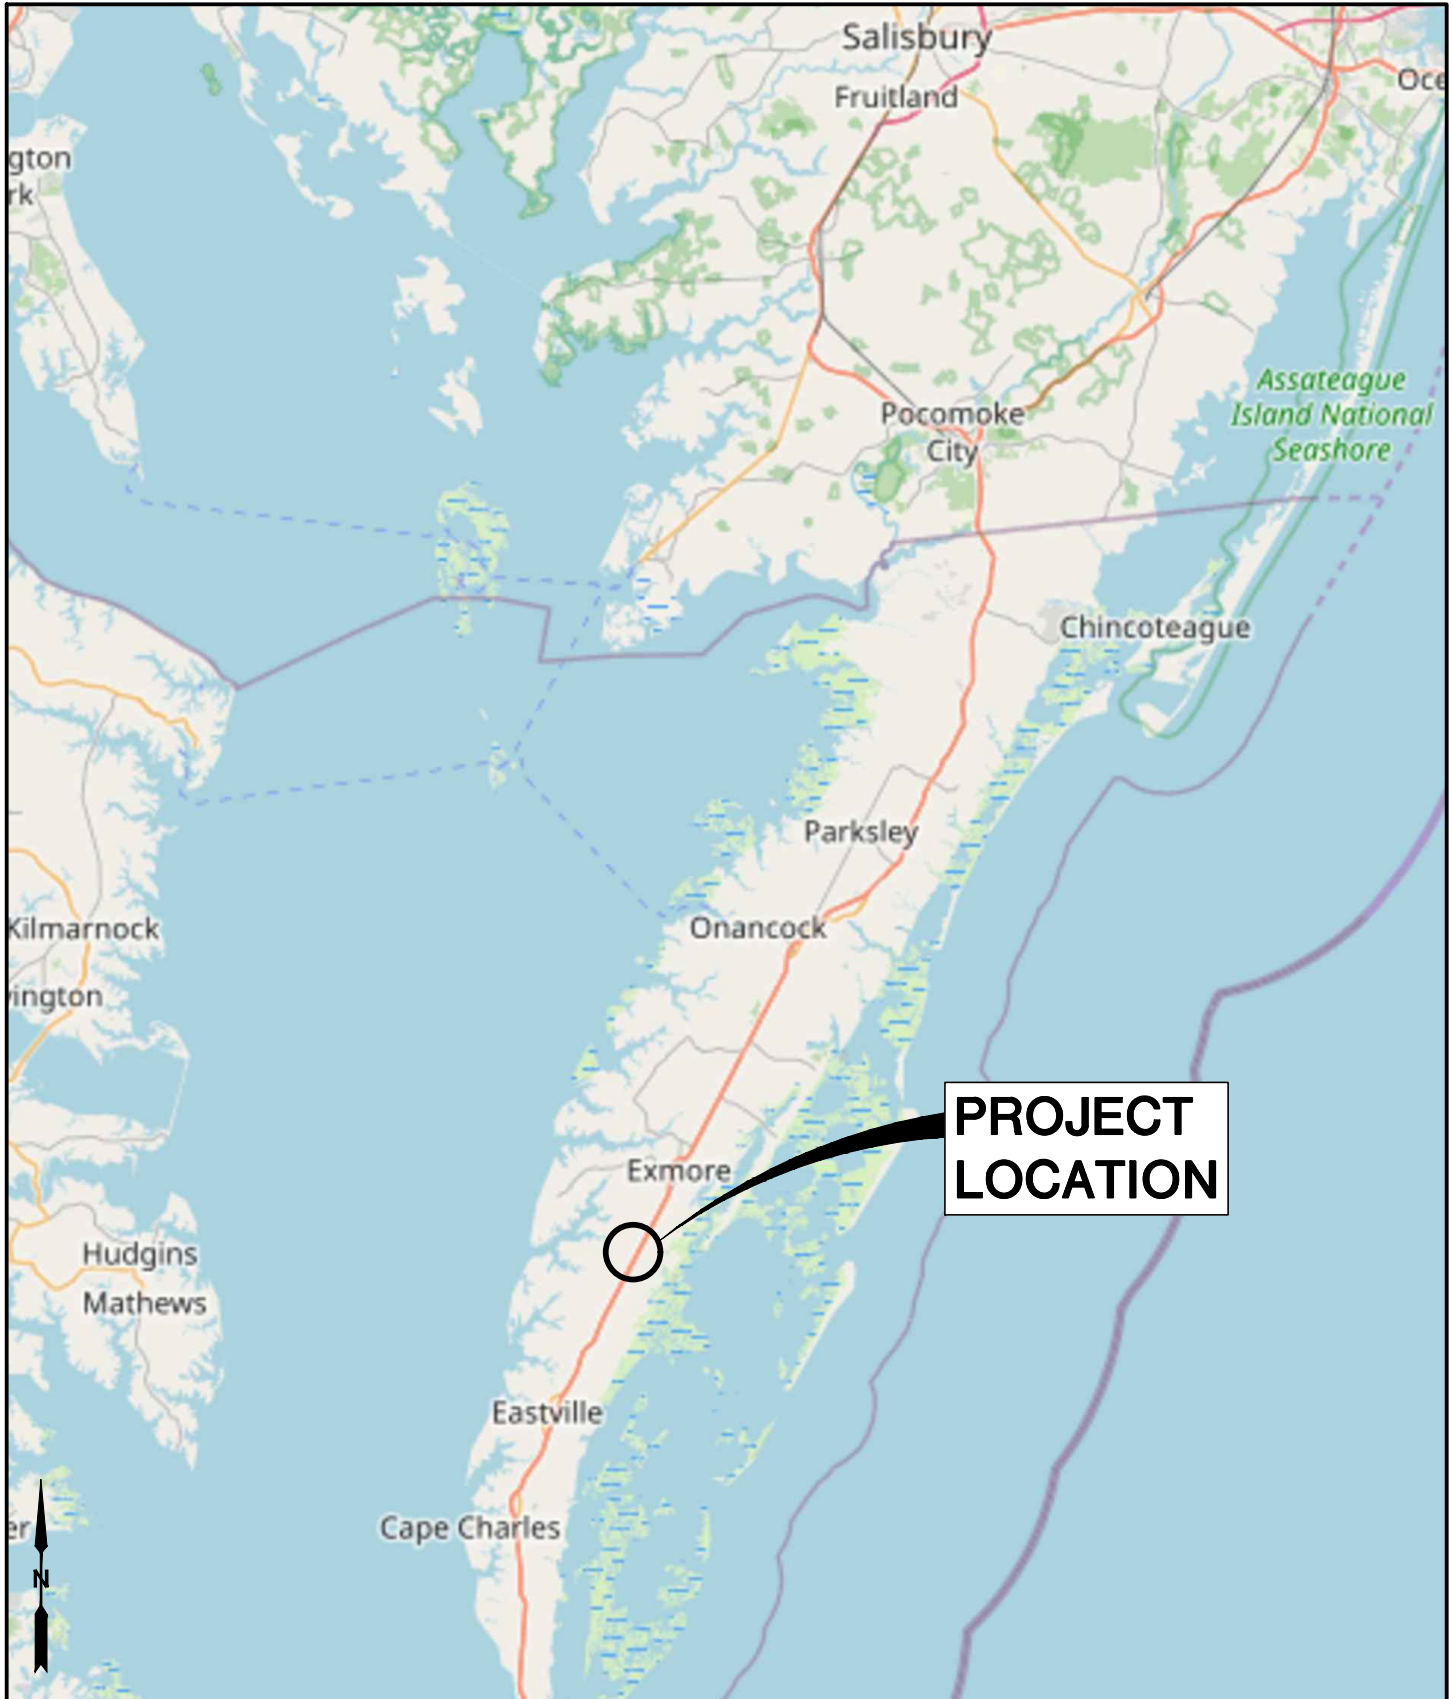 Salisbury
Fruitland
Oce
gton
rk
Assateague
Island National
Seashore
Pocomoke
City
Chincoteague
Parksley
Kilmarnock
Onancock
ington
PROJECT
LOCATION
Exmore
Hudgins
Mathews
Eastville
Cape Charles
er
N